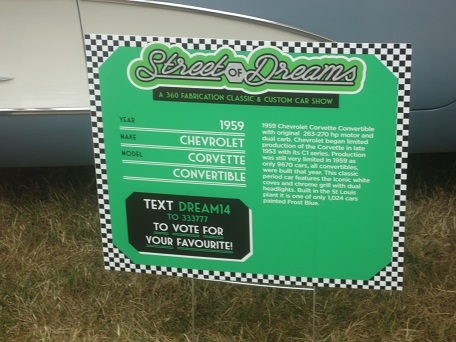 Street OF Dreams
A 360 FABRICATION CLASSIC & CUSTOM CAR SHOW
YEAR 1959
MAKE CHEVROLET
MODEL CORVETTE
CONVERTIBLE
TEXT DREAM14
TO 333777
TO VOTE FOR
YOUR FAVOURITE!
1959 Chevrolet Corvette Convertible
with original 283-270 hp motor and
dual carb. Chevrolet began limited
production of the Corvette in late
1953 with its C1 series. Production
was still very limited in 1959 as
only 9670 cars, all convertibles,
were built that year. This classic
period car features the iconic white
coves and chrome grill with dual
headlights. Built in the St Louis
plant it is one of only 1,024 cars
painted Frost Blue.